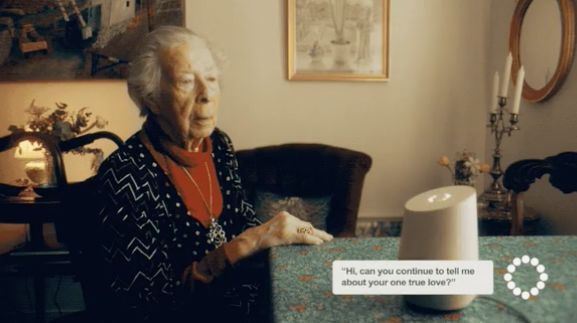 "Hi, can you continue to tell me
about your one true love?"